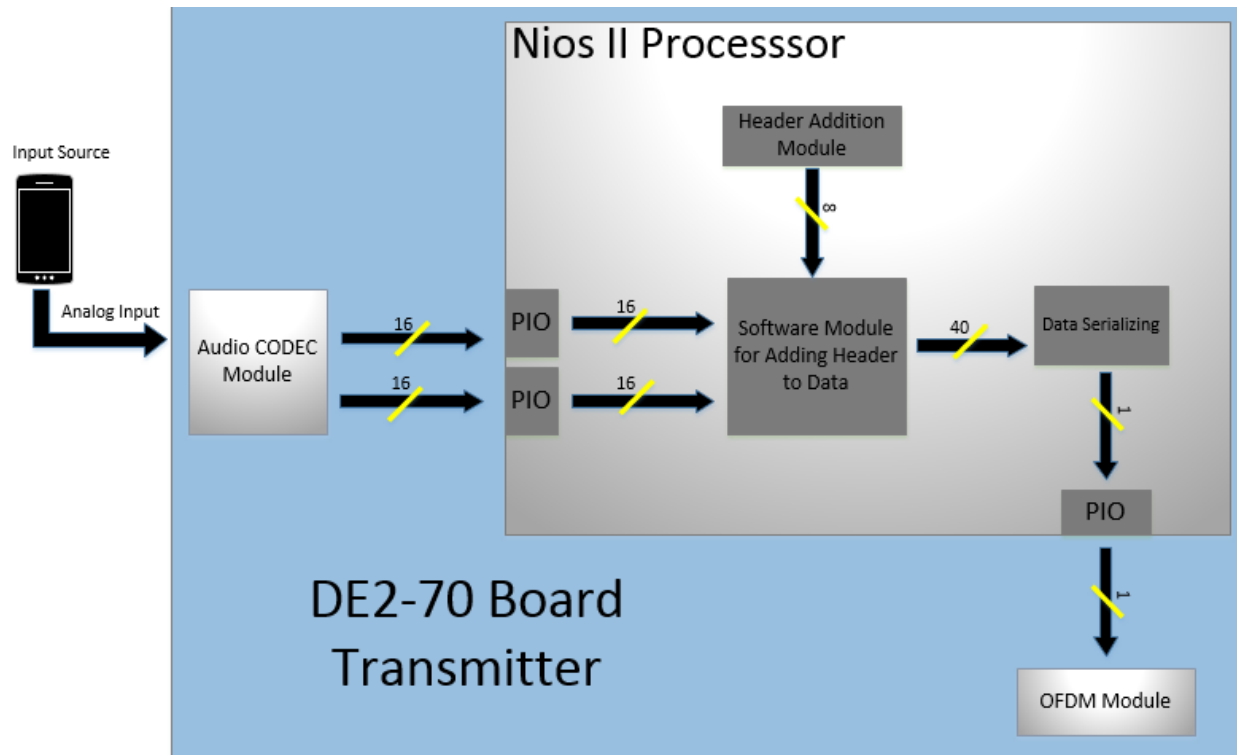 Nios II Processsor
Header Addition
Module
Input Source
8
Analog Input
16
PIO
16
Software Module
for Adding Header
to Data
40
Data Serializing
Audio CODEC
Module
16
PIO
16
1
PIO
DE2-70 Board
Transmitter
1
OFDM Module